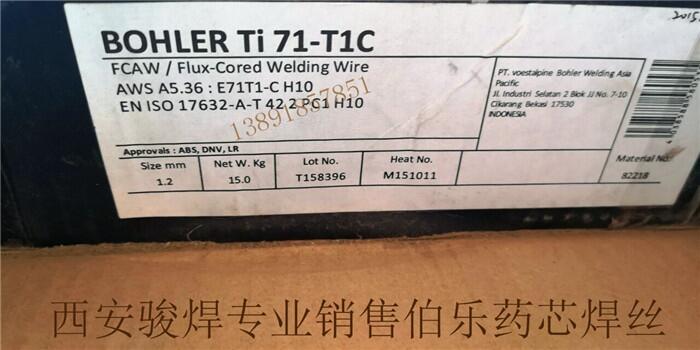 2015.
BOHLER Ti 71-T1C
FCAW / Flux-Cored Welding Wire
AWS A5.36 : E71T1-C H10
EN ISO 17632-A-T 42 2 PC1 H10
13891857851
PT. voestalpine Bohler Welding Asia
Pacific
Jl. Industri Selatan 2 Blok JJ No. 7-10
Cikarang Bekasi 17530
INDONESIA
Approvals : ABS, DNV, LR
Size mm Net W. Kg Lot No. Heat No. Material No.
1.2 15.0 T158396 M151011 82218
西安骏焊专业销售伯乐药芯焊丝